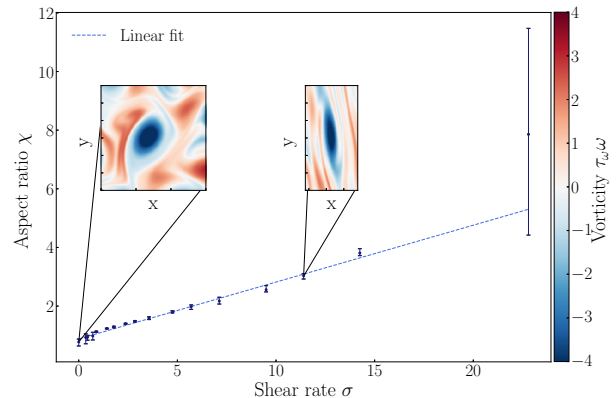 12
10
8
6
4
2
Aspect ratio χ
Linear fit
y
x
y
x
0
5
10
15
20
Shear rate σ
4
3
2
1
0
−1
−2
−3
−4
Vorticity τωω